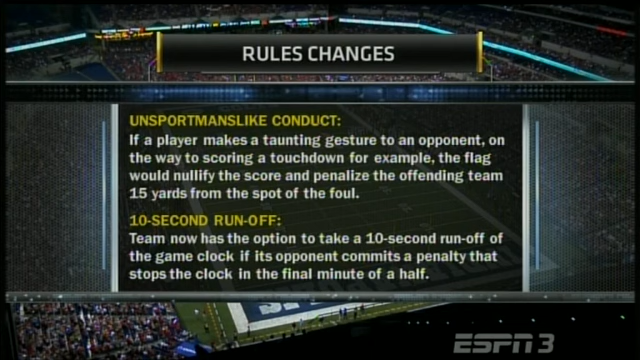 RULES CHANGES
UNSPORTMANSLIKE CONDUCT:
If a player makes a taunting gesture to an opponent, on
the way to scoring a touchdown for example, the flag
would nullify the score and penalize the offending team
15 yards from the spot of the foul.
10-SECOND RUN-OFF:
Team now has the option to take a 10-second run-off of
the game clock if its opponent commits a penalty that
stops the clock in the final minute of a half.
ESPN3